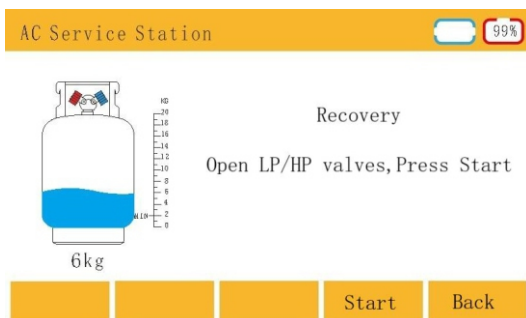 AC Service Station
99%
KG
20
18
16
14
12
10
8
6
4
MIN 2
0
Recovery
Open LP/HP valves,Press Start
6kg
Start Back